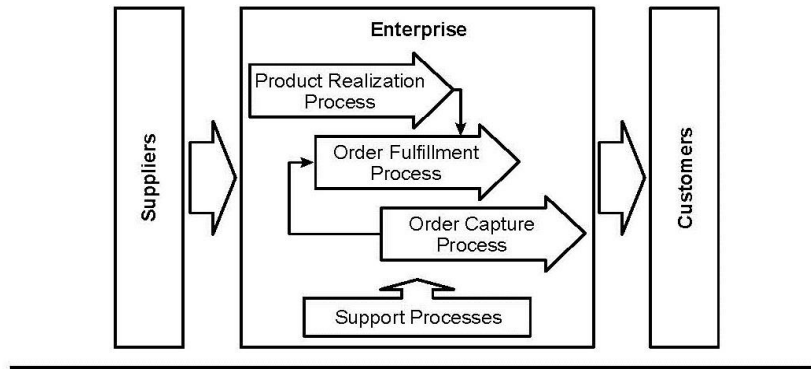 Enterprise
Suppliers
Product Realization
Process
Order Fulfillment
Process
Order Capture
Process
Support Processes
Customers